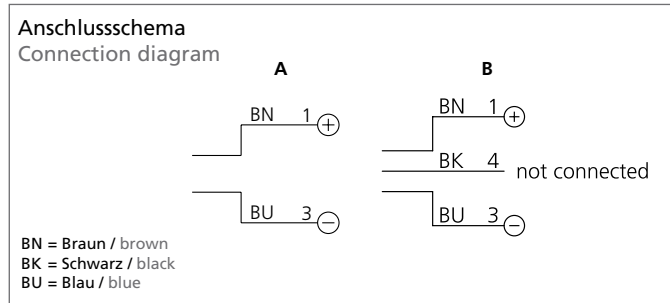 Anschlussschema
Connection diagram
A
BN 1 +
BU 3 −
B
BN 1 +
BK 4 not connected
BU 3 −
BN = Braun / brown
BK = Schwarz / black
BU = Blau / blue